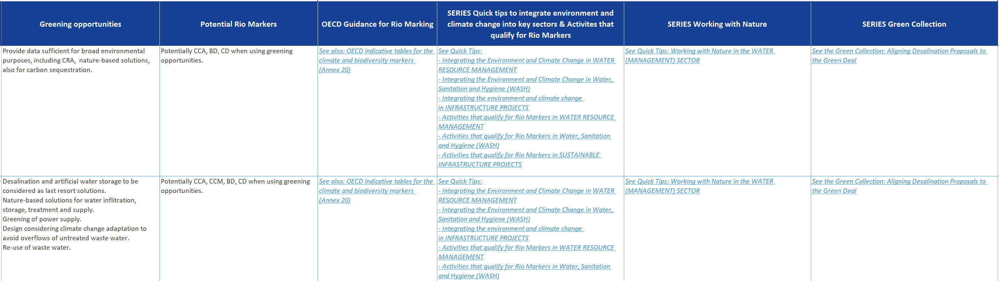 Greening opportunities
Potential Rio Markers
OECD Guidance for Rio Marking
SERIES Quick tips to integrate environment and
climate change into key sectors & Activites that
qualify for Rio Markers
SERIES Working with Nature
SERIES Green Collection
Provide data sufficient for broad environmental
purposes, including CRA,  nature-based solutions,
also for carbon sequestration.
Potentially CCA, BD, CD when using greening
opportunities.
See also: OECD indicative tables for the
climate and biodiversity markers
(Annex 20)
See Quick Tips:
- Integrating the Environment and Climate Change in WATER
RESOURCE MANAGEMENT
- Integrating the Environment and Climate Change in Water,
Sanitation and Hygiene (WASH)
- Integrating the environment and climate change
in INFRASTRUCTURE PROJECTS
- Activities that qualify for Rio Markers in WATER RESOURCE
MANAGEMENT
- Activities that qualify for Rio Markers in Water, Sanitation
and Hygiene (WASH)
- Activities that qualify for Rio Markers in SUSTAINABLE
INFRASTRUCTURE PROJECTS
See Quick Tips: Working with Nature in the WATER
(MANAGEMENT) SECTOR
See the Green Collection: Aligning Desalination Proposals to
the Green Deal
Desalination and artificial water storage to be
considered as last resort solutions.
Nature-based solutions for water inflitration,
storage, treatment and supply.
Greening of power supply.
Design considering climate change adaptation to
avoid overflows of untreated waste water.
Re-use of waste water.
Potentially CCA, CCM, BD, CD when using greening
opportunities.
See also: OECD indicative tables for the
climate and biodiversity markers
(Annex 20)
See Quick Tips:
- Integrating the Environment and Climate Change in WATER
RESOURCE MANAGEMENT
- Integrating the Environment and Climate Change in Water,
Sanitation and Hygiene (WASH)
- Integrating the environment and climate change
in INFRASTRUCTURE PROJECTS
- Activities that qualify for Rio Markers in WATER RESOURCE
MANAGEMENT
- Activities that qualify for Rio Markers in Water, Sanitation
and Hygiene (WASH)
See Quick Tips: Working with Nature in the WATER
(MANAGEMENT) SECTOR
See the Green Collection: Aligning Desalination Proposals to
the Green Deal